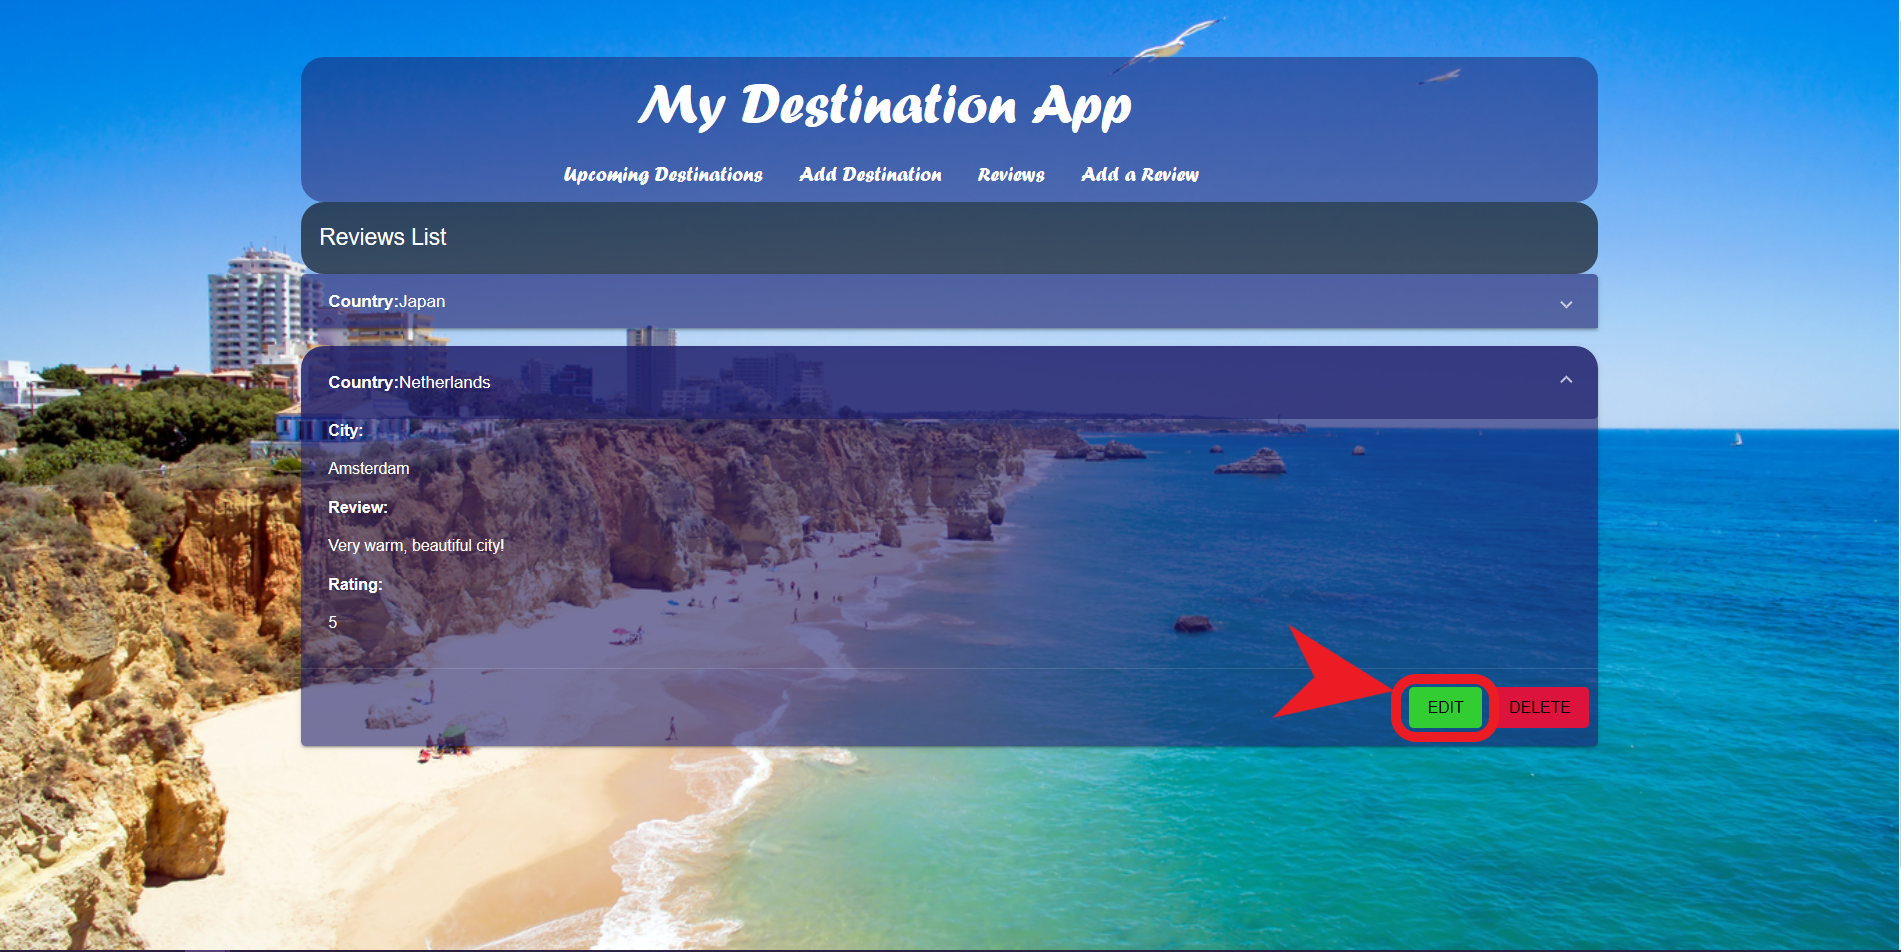 My Destination App
Upcoming Destinations Add Destination Reviews Add a Review
Reviews List
Country:Japan
Country:Netherlands
City:
Amsterdam
Review:
Very warm, beautiful city!
Rating:
5
EDIT DELETE